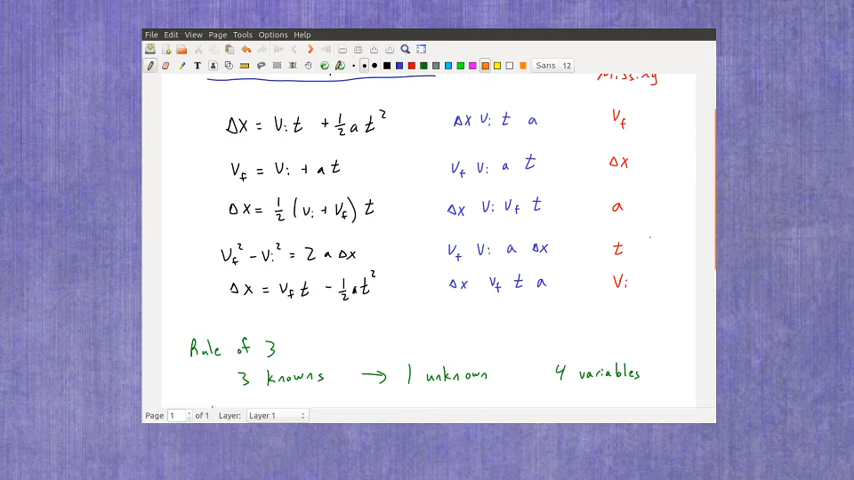 File Edit View Page Tools Options Help
Sans 12
Missing
Δx = Vi t + 1/2 a t² Δx Vi t a Vf
Vf = Vi + a t Vf Vi a t Δx
Δx = 1/2 (Vi + Vf) t Δx Vi Vf t a
Vf² - Vi² = 2 a Δx Vf Vi a Δx t
Δx = Vf t - 1/2 a t² Δx Vf t a Vi
Rule of 3
3 knowns → 1 unknown 4 variables
Page 1 of 1 Layer: Layer 1